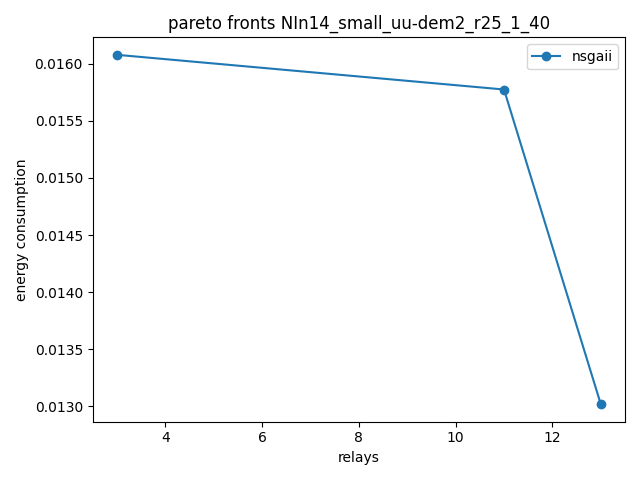 pareto fronts NIn14_small_uu-dem2_r25_1_40
nsgaii
energy consumption
0.0160
0.0155
0.0150
0.0145
0.0140
0.0135
0.0130
4 6 8 10 12
relays